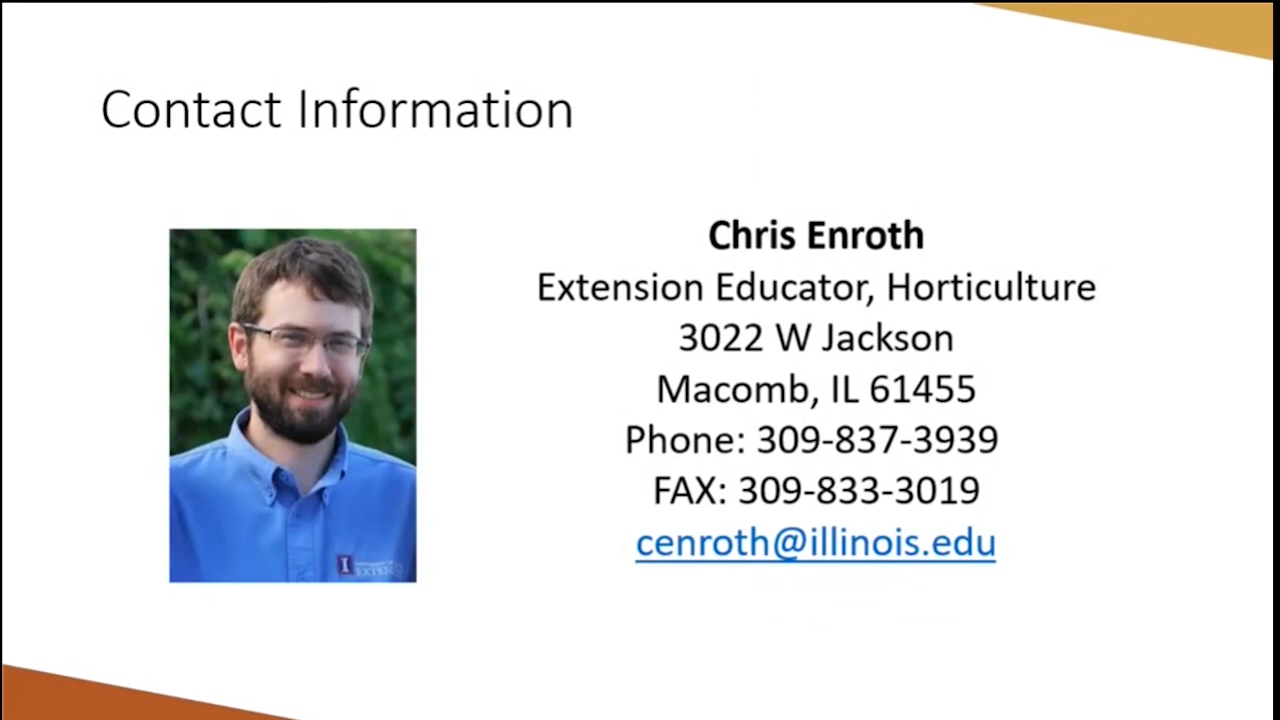 Contact Information
Chris Enroth
Extension Educator, Horticulture
3022 W Jackson
Macomb, IL 61455
Phone: 309-837-3939
FAX: 309-833-3019
cenroth@illinois.edu
I